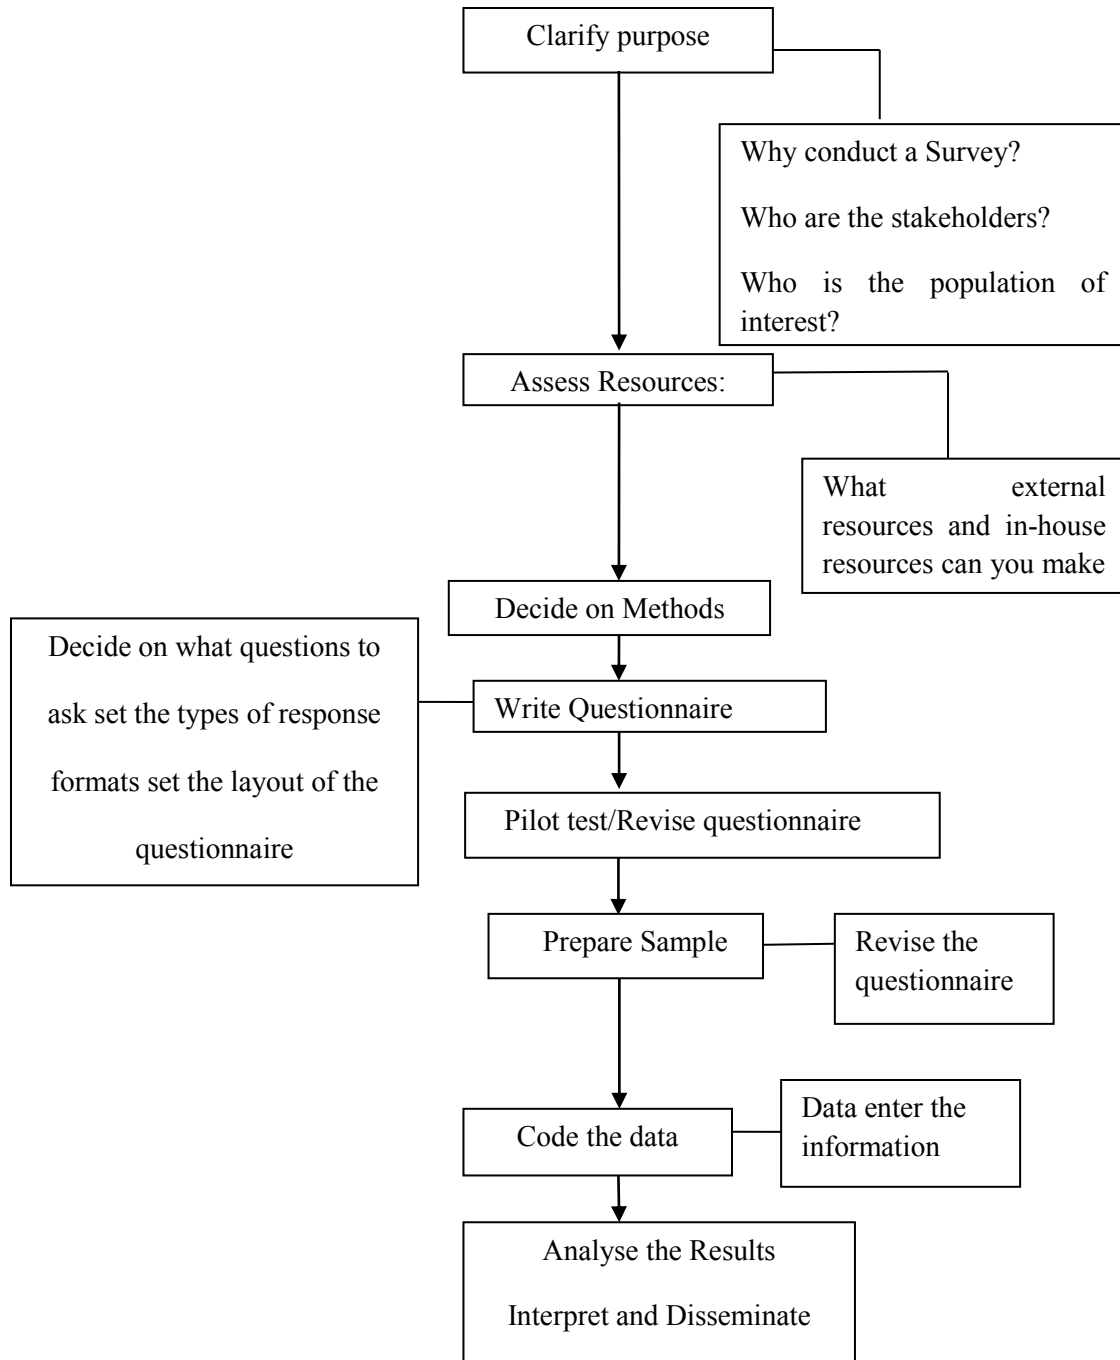 Clarify purpose
Why conduct a Survey?
Who are the stakeholders?
Who is the population of
interest?
Assess Resources:
What external
resources and in-house
resources can you make
Decide on Methods
Decide on what questions to
ask set the types of response
formats set the layout of the
questionnaire
Write Questionnaire
Pilot test/Revise questionnaire
Prepare Sample
Revise the
questionnaire
Code the data
Data enter the
information
Analyse the Results
Interpret and Disseminate